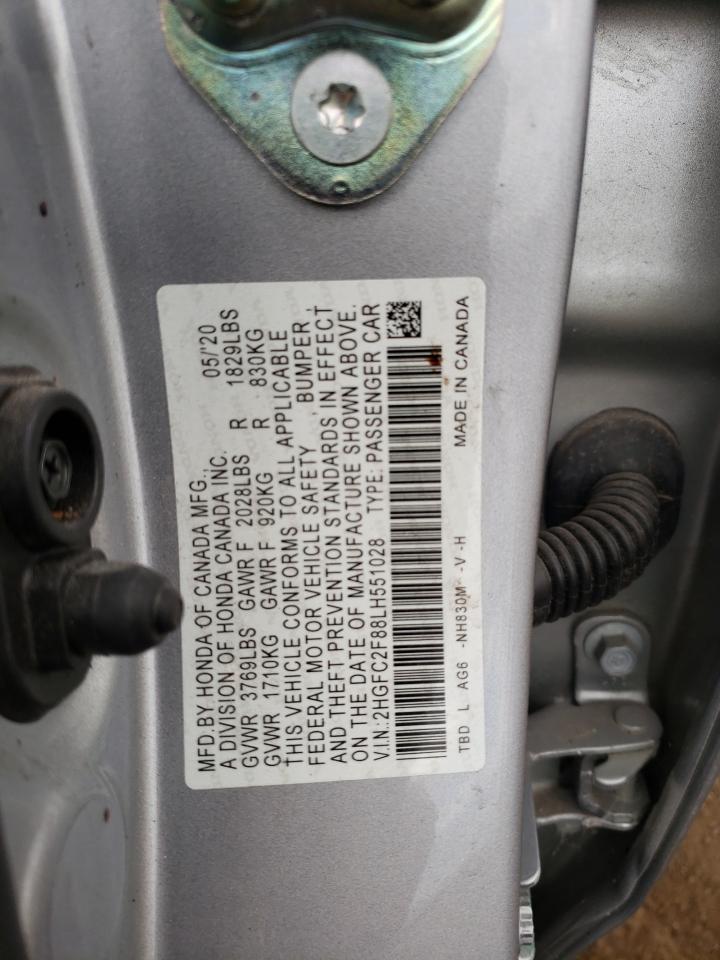 MFD. BY HONDA OF CANADA MFG., 05/'20
A DIVISION OF HONDA CANADA INC.
GVWR 3769LBS GAWR F 2028LBS R 1829LBS
GVWR 1710KG GAWR F 920KG R 830KG
THIS VEHICLE CONFORMS TO ALL APPLICABLE
FEDERAL MOTOR VEHICLE SAFETY, BUMPER,
AND THEFT PREVENTION STANDARDS IN EFFECT
ON THE DATE OF MANUFACTURE SHOWN ABOVE.
V.I.N.:2HGFC2F88LH551028 TYPE: PASSENGER CAR
TBD L AG6 -NH830M -V -H MADE IN CANADA